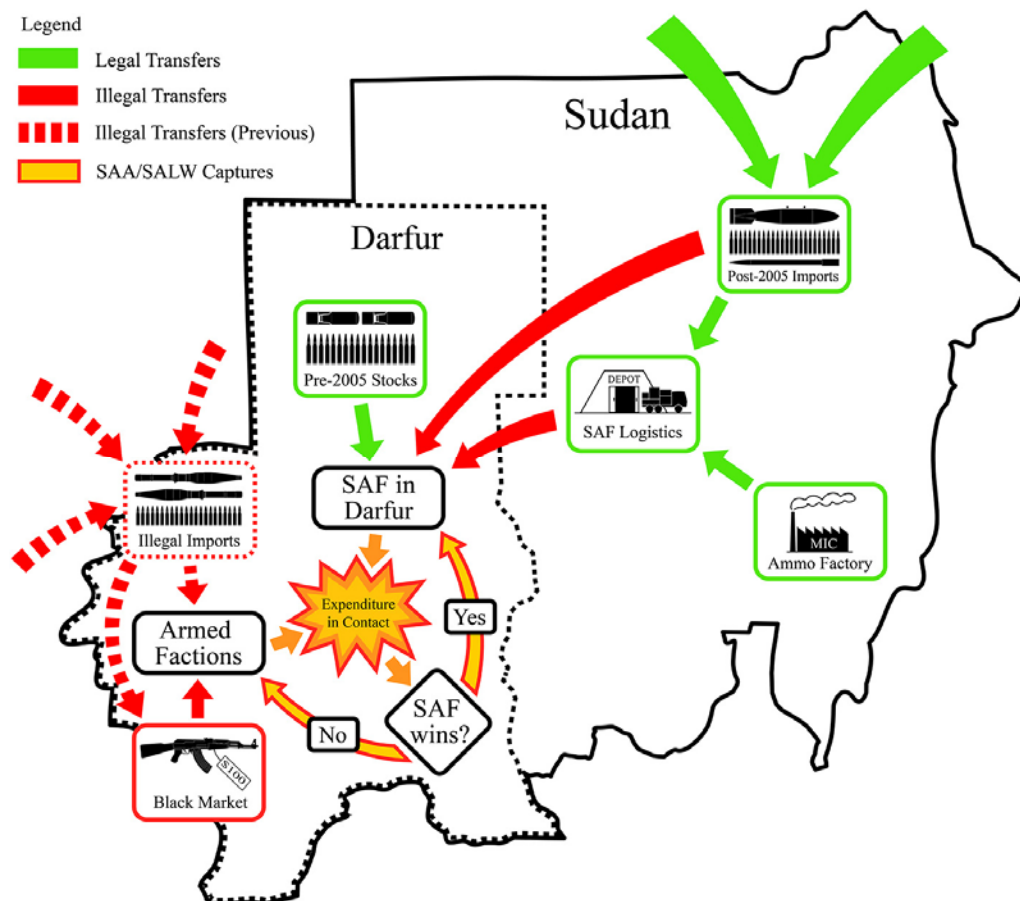 Legend
Legal Transfers
Illegal Transfers
Illegal Transfers (Previous)
SAA/SALW Captures
Sudan
Darfur
Post-2005 Imports
Pre-2005 Stocks
DEPOT
SAF Logistics
SAF in
Darfur
MIC
Ammo Factory
Illegal Imports
Expenditure
in Contact
Yes
Armed
Factions
SAF
wins?
No
$100
Black Market